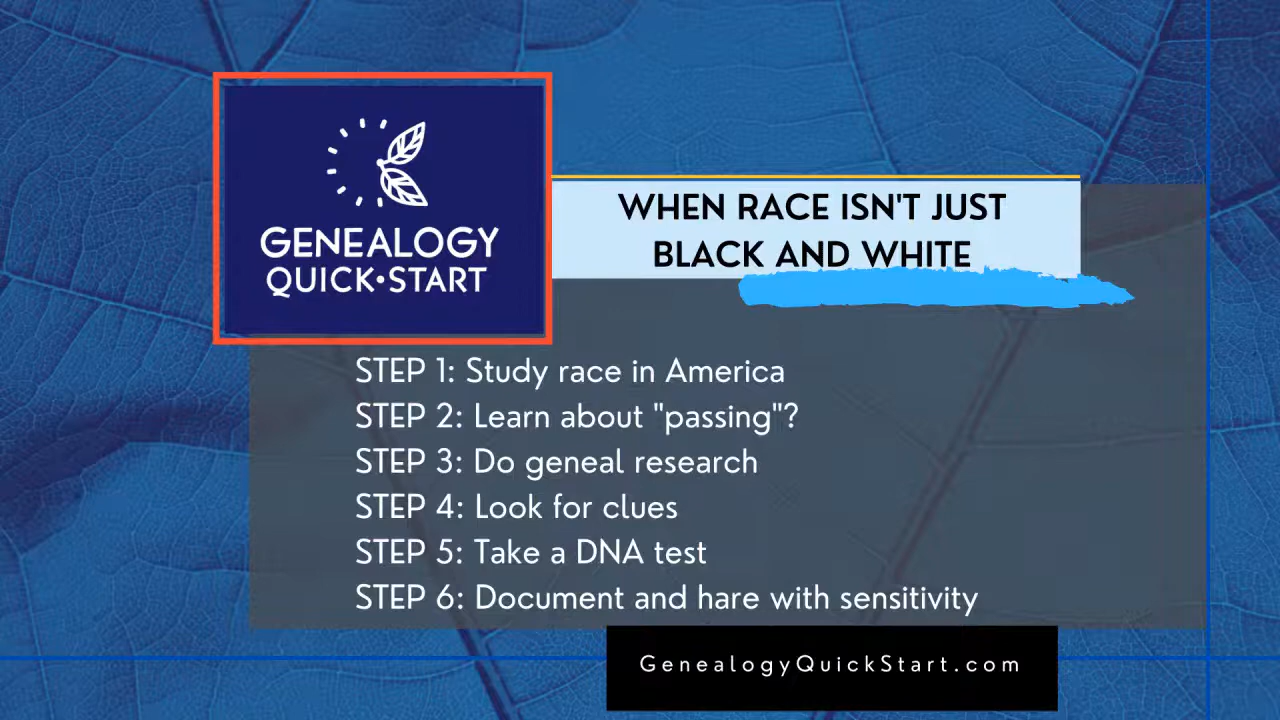 GENEALOGY
QUICK•START
WHEN RACE ISN'T JUST
BLACK AND WHITE
STEP 1: Study race in America
STEP 2: Learn about "passing"?
STEP 3: Do geneal research
STEP 4: Look for clues
STEP 5: Take a DNA test
STEP 6: Document and hare with sensitivity
GenealogyQuickStart.com